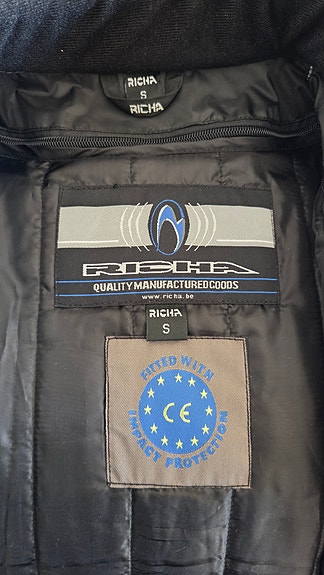 RICHA
S
RICHA
RICHA
QUALITY MANUFACTURED GOODS
www.richa.be
RICHA
S
FITTED WITH
CE
IMPACT PROTECTION